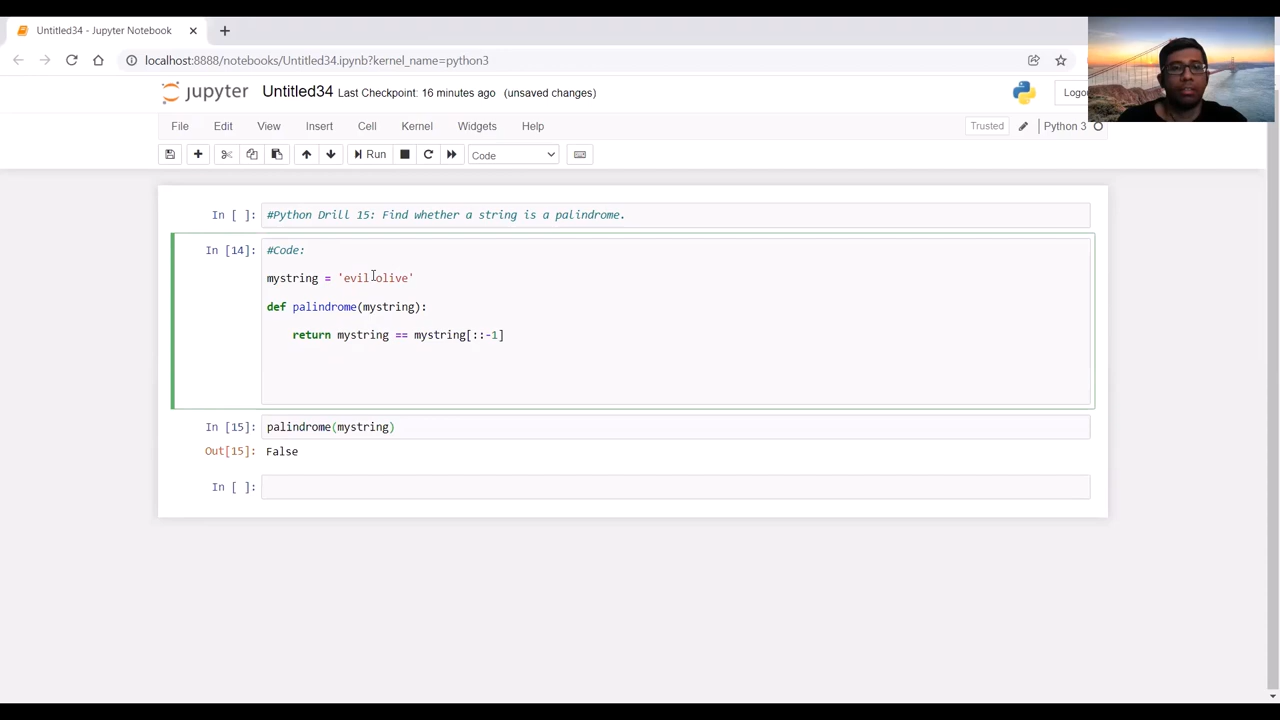 Untitled34 - Jupyter Notebook
localhost:8888/notebooks/Untitled34.ipynb?kernel_name=python3
jupyter Untitled34 Last Checkpoint: 16 minutes ago (unsaved changes)
File Edit View Insert Cell Kernel Widgets Help Trusted Python 3
Run Code
In [ ]: #Python Drill 15: Find whether a string is a palindrome.
In [14]: #Code:
mystring = 'evil olive'
def palindrome(mystring):
return mystring == mystring[::-1]
In [15]: palindrome(mystring)
Out[15]: False
In [ ]: